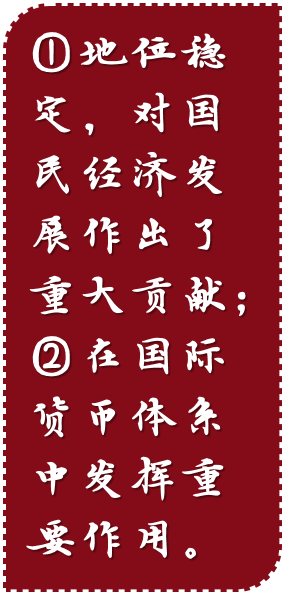 ①地位稳
定，对国
民经济发
展作出了
重大贡献；
②在国际
货币体系
中发挥重
要作用。